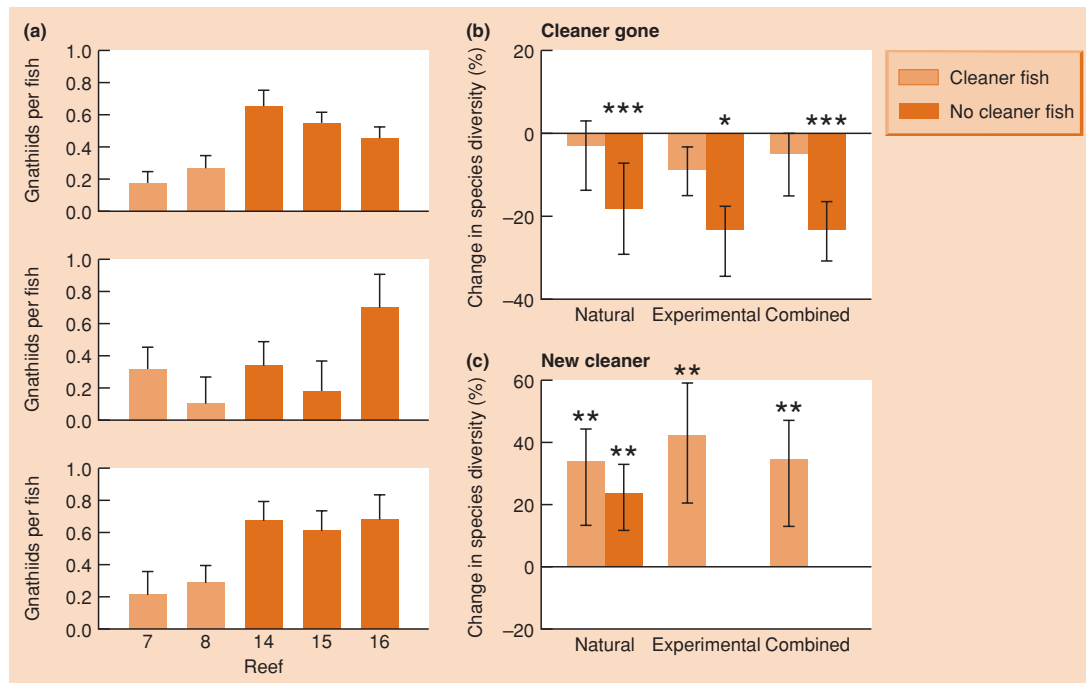 (a)
Gnathiids per fish
1.0
0.8
0.6
0.4
0.2
0.0
Gnathiids per fish
1.0
0.8
0.6
0.4
0.2
0.0
Gnathiids per fish
1.0
0.8
0.6
0.4
0.2
0.0
7 8 14 15 16
Reef
(b) Cleaner gone
Change in species diversity (%)
20
0
–20
–40
*** * ***
Natural Experimental Combined
Cleaner fish
No cleaner fish
(c) New cleaner
Change in species diversity (%)
60
40
20
0
–20
** ** ** **
Natural Experimental Combined